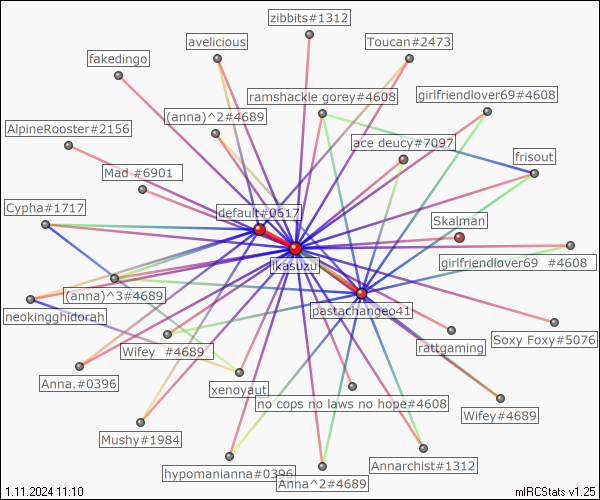 zibbits#1312
avelicious
Toucan#2473
fakedingo
ramshackle gorey#4608
girlfriendlover69#4608
(anna)^2#4689
AlpineRooster#2156
ace deucy#7097
frisout
Mad #6901
Cypha#1717
default#0617
Skalman
likasuzu
girlfriendlover69 #4608
(anna)^3#4689
neokingghidorah
pastachangeo41
Soxy Foxy#5076
rattgaming
Wifey #4689
Anna.#0396
xenoyaut
no cops no laws no hope#4608
Wifey#4689
Mushy#1984
hypomanianna#0396
Annarchist#1312
Anna^2#4689
1.11.2024 11:10
mIRCStats v1.25